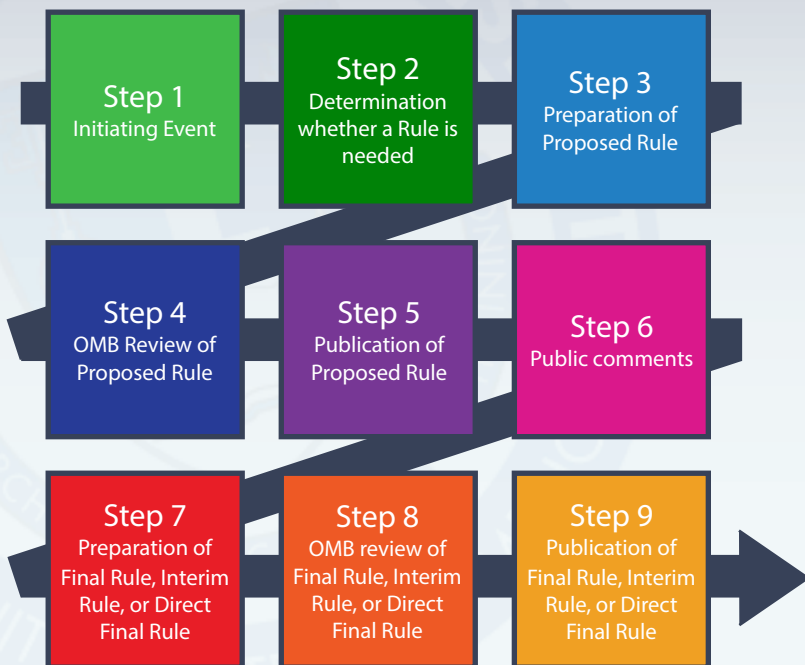 Step 1
Initiating Event
Step 2
Determination
whether a Rule is
needed
Step 3
Preparation of
Proposed Rule
Step 4
OMB Review of
Proposed Rule
Step 5
Publication of
Proposed Rule
Step 6
Public comments
Step 7
Preparation of
Final Rule, Interim
Rule, or Direct
Final Rule
Step 8
OMB review of
Final Rule, Interim
Rule, or Direct
Final Rule
Step 9
Publication of
Final Rule, Interim
Rule, or Direct
Final Rule